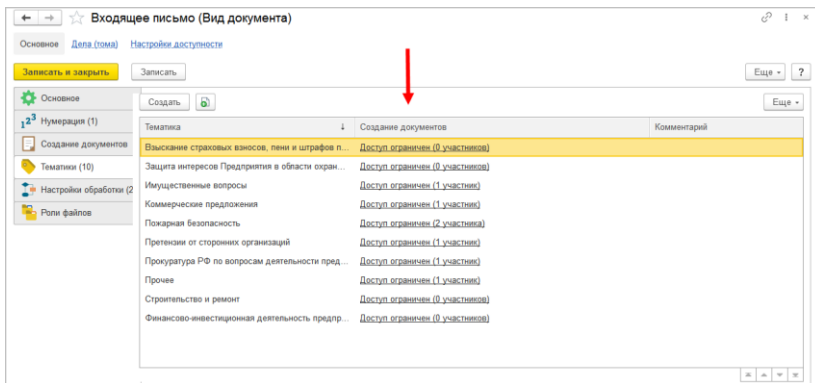 Входящее письмо (Вид документа)
Основное Дела (тома) Настройки доступности
Записать и закрыть Записать Еще ?
Основное
Нумерация (1)
Создание документов
Тематики (10)
Настройки обработки (2
Роли файлов
Создать Еще
Тематика Создание документов Комментарий
Взыскание страховых взносов, пени и штрафов п... Доступ ограничен (0 участников)
Защита интересов Предприятия в области охран... Доступ ограничен (0 участников)
Имущественные вопросы Доступ ограничен (1 участник)
Коммерческие предложения Доступ ограничен (1 участник)
Пожарная безопасность Доступ ограничен (2 участника)
Претензии от сторонних организаций Доступ ограничен (1 участник)
Прокуратура РФ по вопросам деятельности пред... Доступ ограничен (1 участник)
Прочее Доступ ограничен (1 участник)
Строительство и ремонт Доступ ограничен (0 участников)
Финансово-инвестиционная деятельность предпр... Доступ ограничен (0 участников)